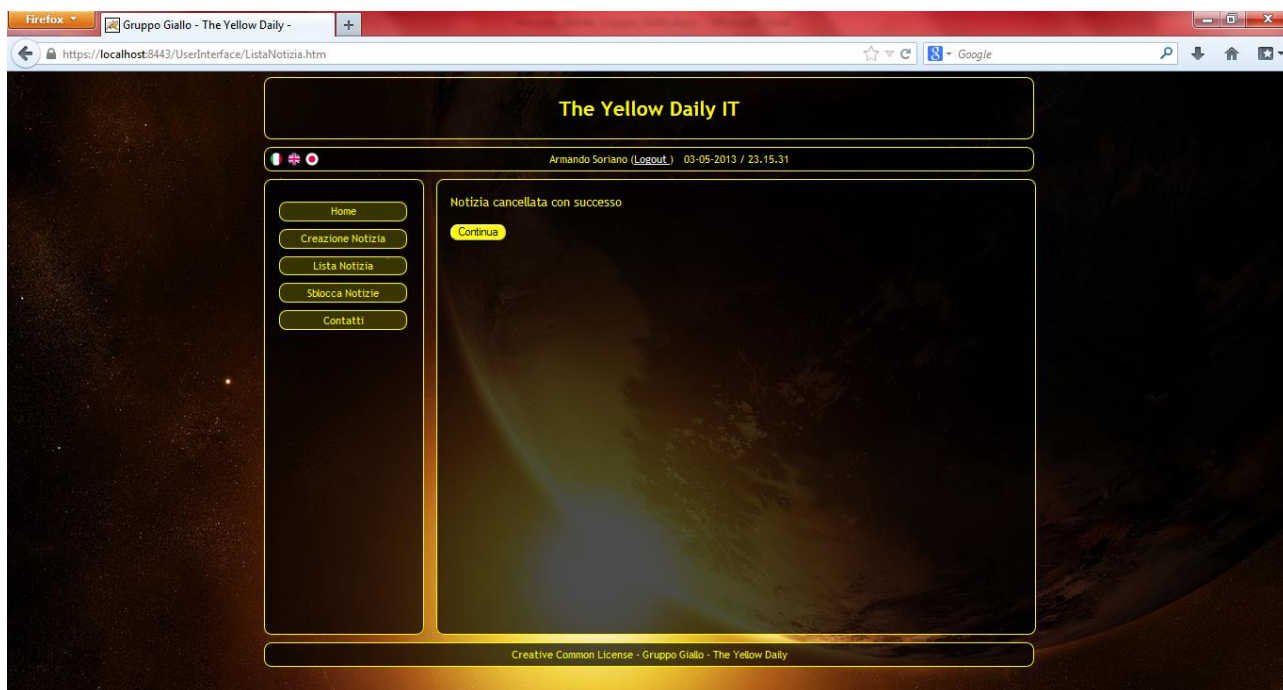 Firefox
Gruppo Giallo - The Yellow Daily -
https://localhost:8443/UserInterface/ListaNotizia.htm
Google
The Yellow Daily IT
Armando Soriano (Logout ) 03-05-2013 / 23.15.31
Home
Creazione Notizia
Lista Notizia
Sblocca Notizie
Contatti
Notizia cancellata con successo
Continua
Creative Common License - Gruppo Giallo - The Yellow Daily